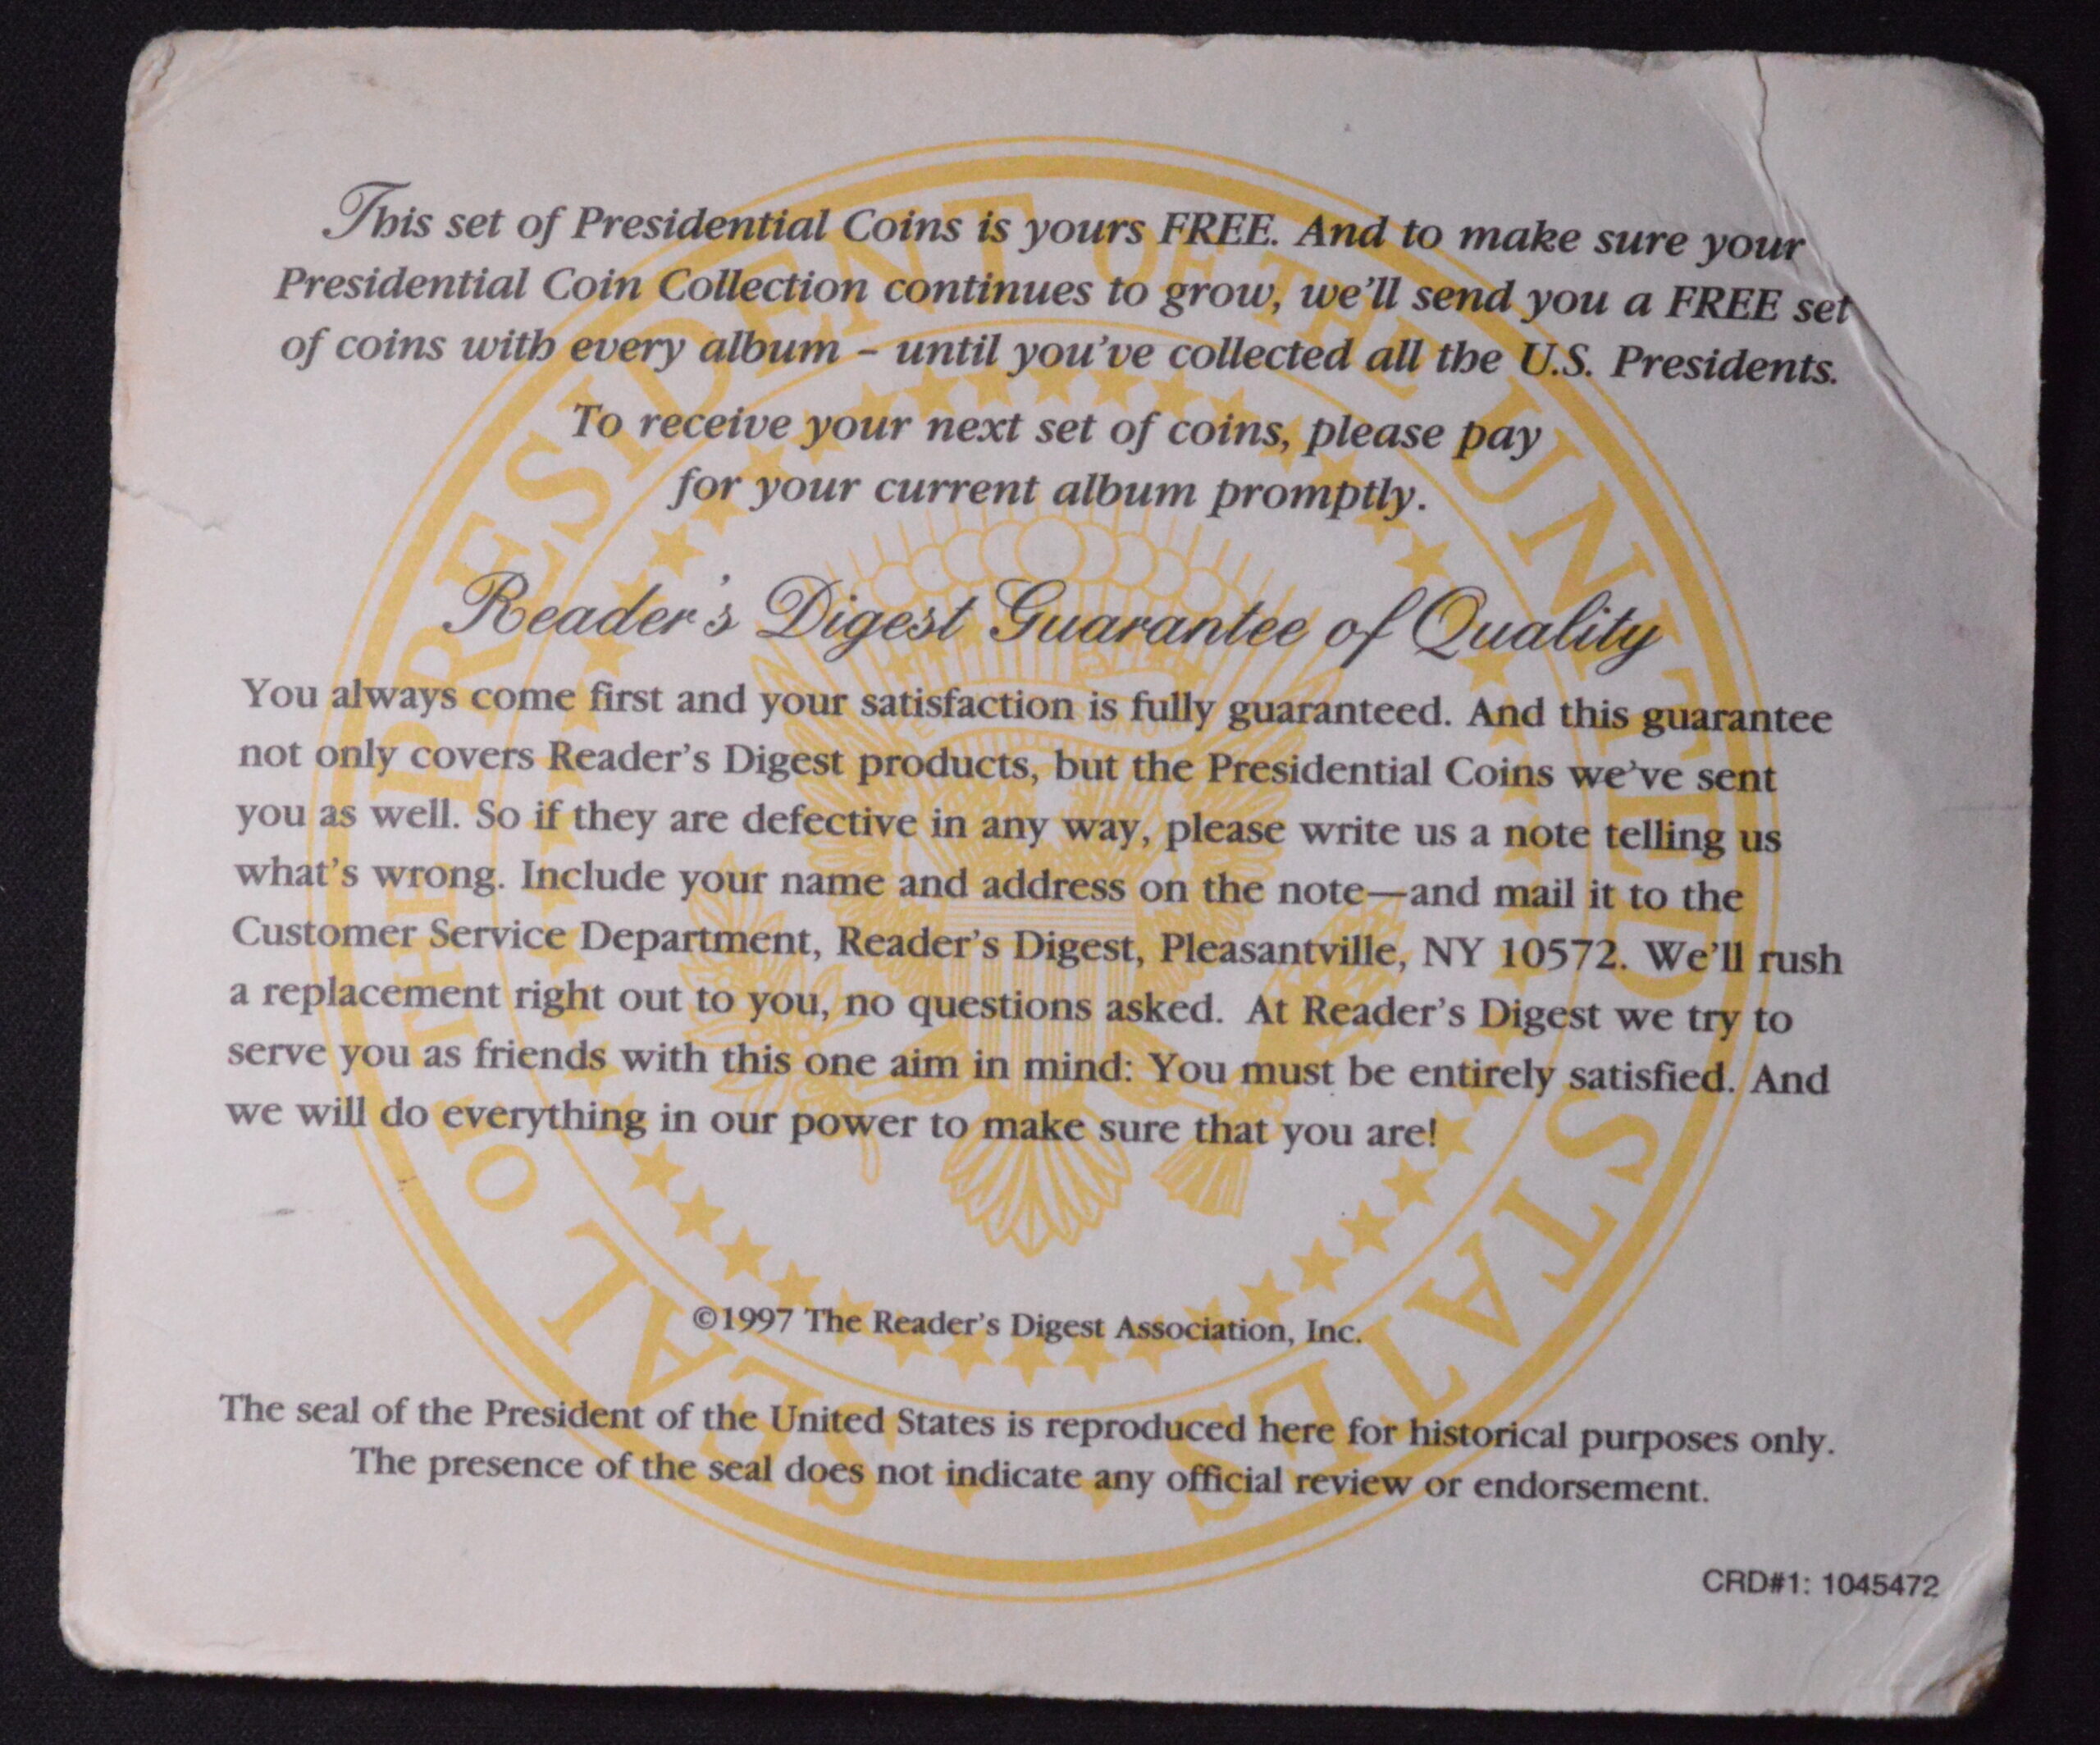 This set of Presidential Coins is yours FREE. And to make sure your
Presidential Coin Collection continues to grow, we'll send you a FREE set
of coins with every album – until you've collected all the U.S. Presidents.
To receive your next set of coins, please pay
for your current album promptly.
Reader's Digest Guarantee of Quality
You always come first and your satisfaction is fully guaranteed. And this guarantee
not only covers Reader's Digest products, but the Presidential Coins we've sent
you as well. So if they are defective in any way, please write us a note telling us
what's wrong. Include your name and address on the note—and mail it to the
Customer Service Department, Reader's Digest, Pleasantville, NY 10572. We'll rush
a replacement right out to you, no questions asked. At Reader's Digest we try to
serve you as friends with this one aim in mind: You must be entirely satisfied. And
we will do everything in our power to make sure that you are!
©1997 The Reader's Digest Association, Inc.
The seal of the President of the United States is reproduced here for historical purposes only.
The presence of the seal does not indicate any official review or endorsement.
CRD#1: 1045472
SEAL OF THE PRESIDENT OF THE UNITED STATES